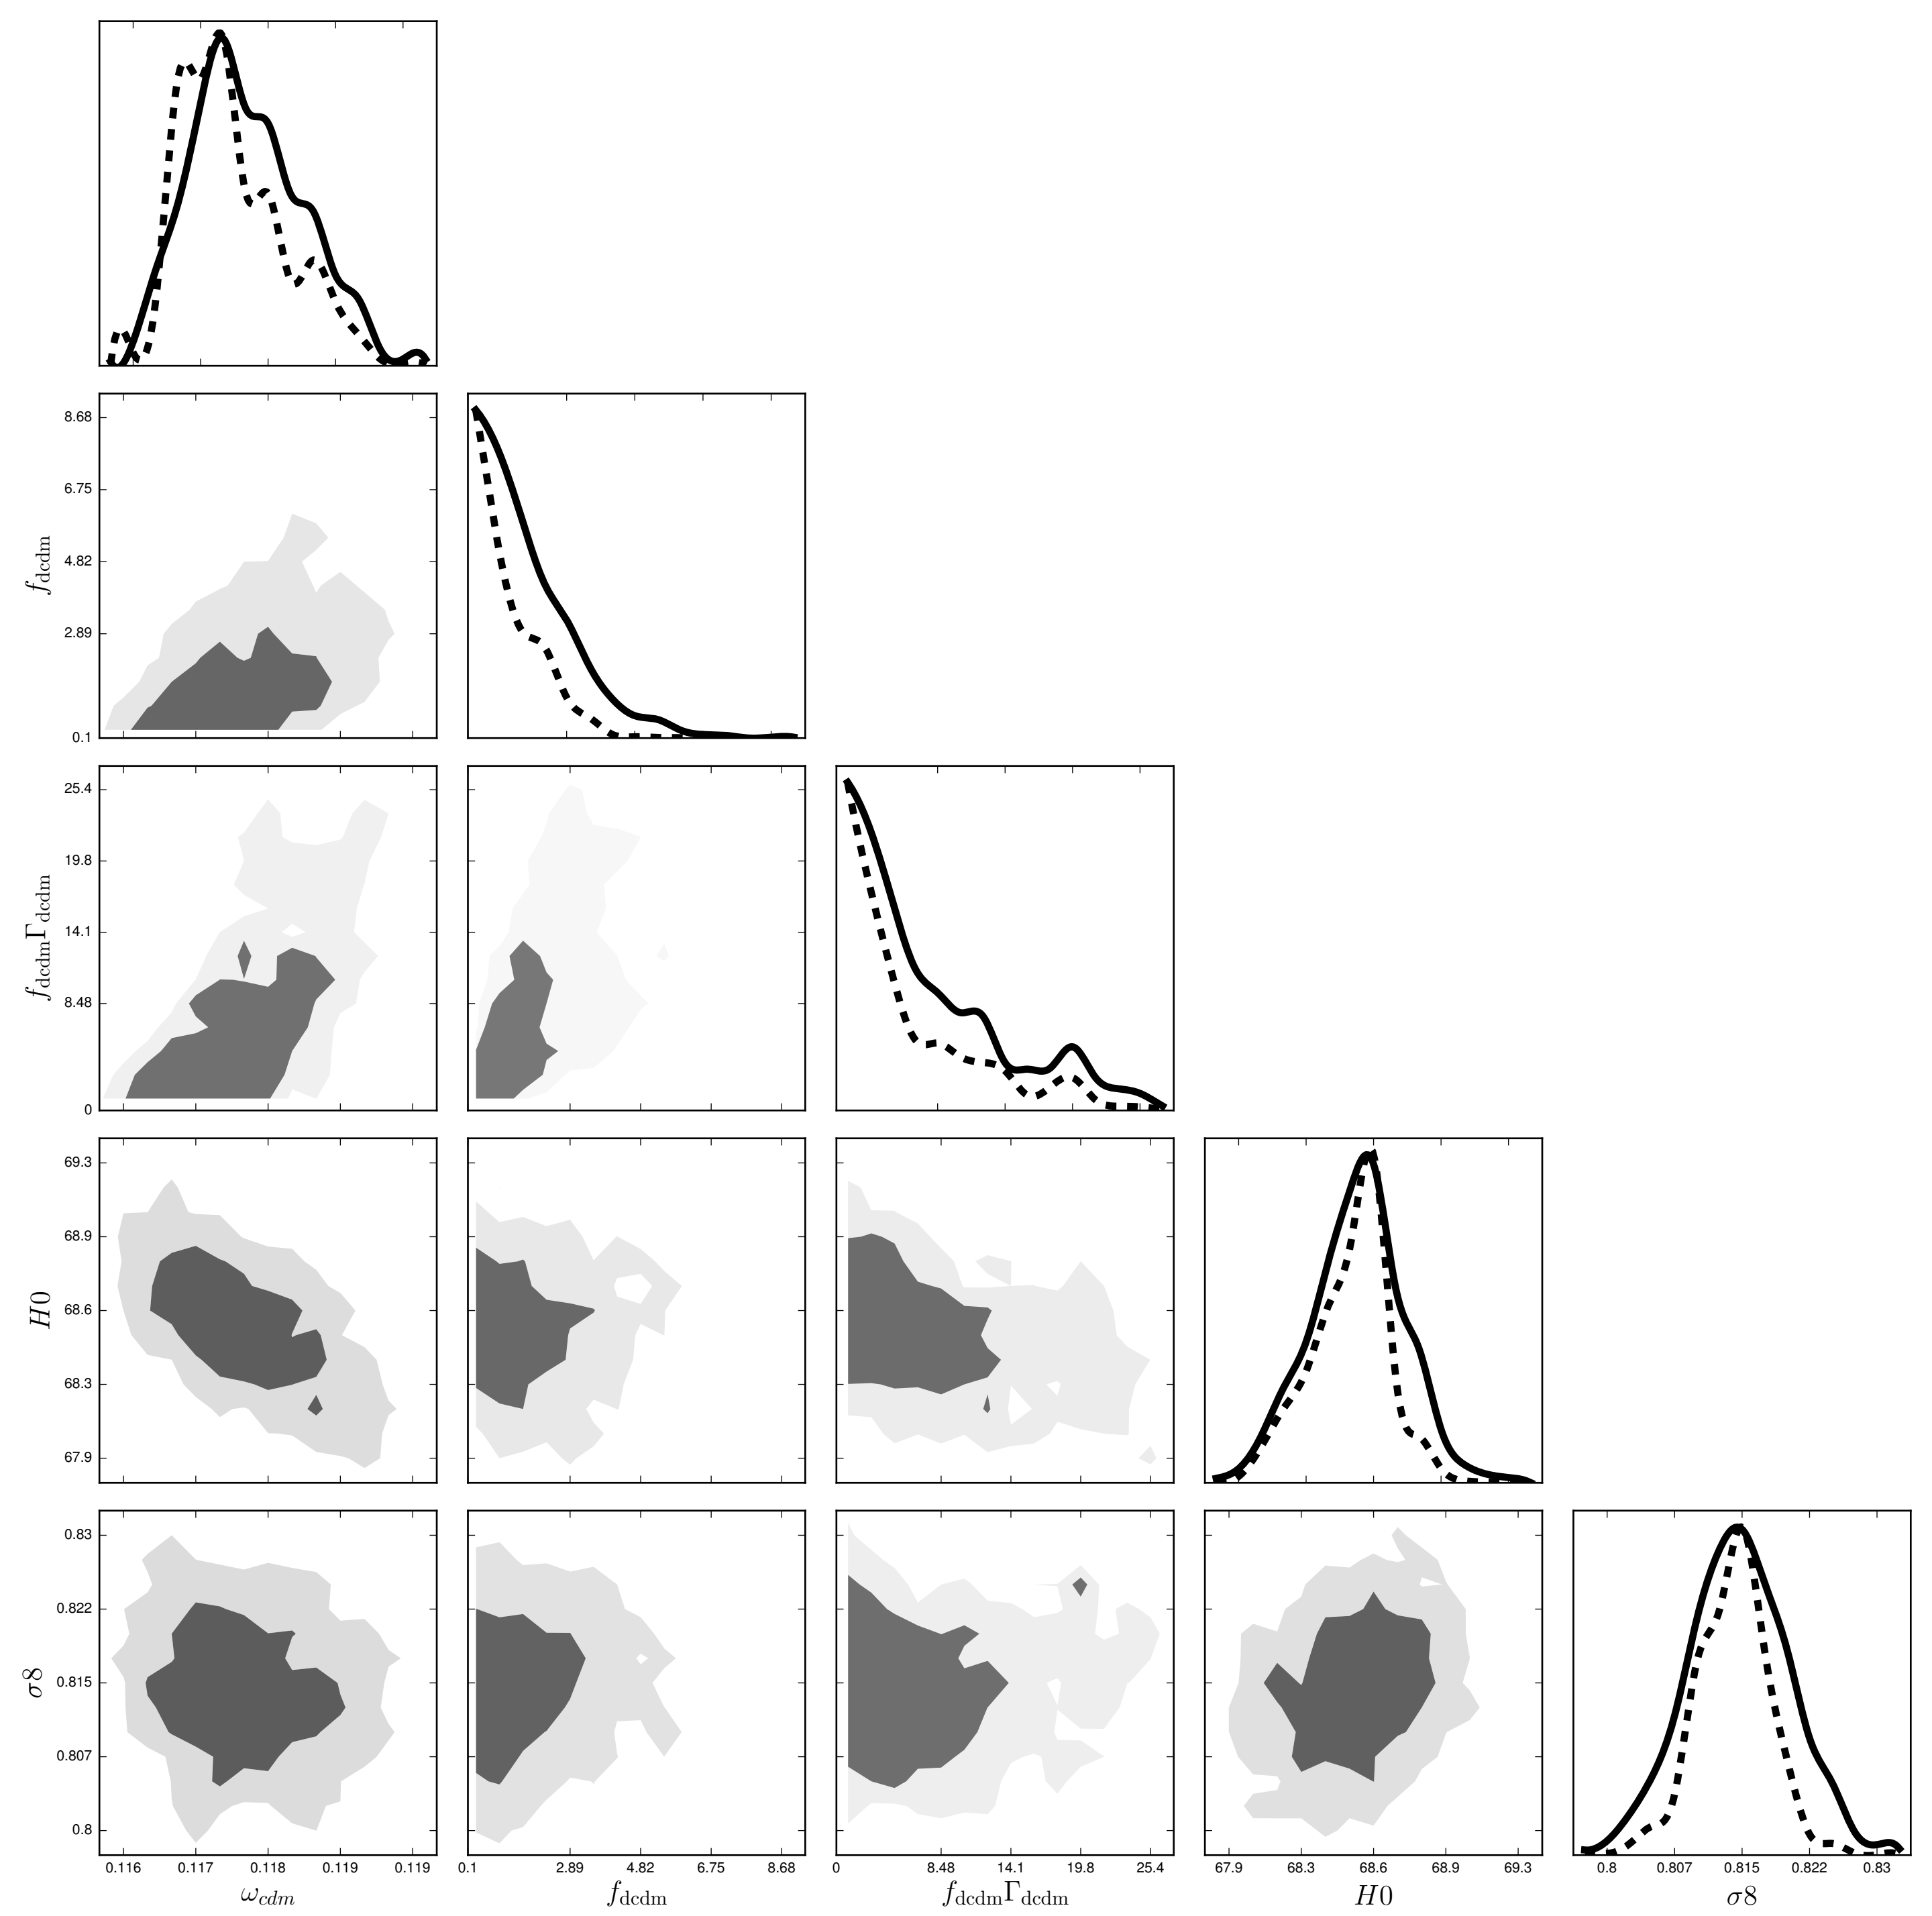 8.68
6.75
4.82
2.89
0.1
f_dcdm
25.4
19.8
14.1
8.48
0
f_dcdm Γ_dcdm
69.3
68.9
68.6
68.3
67.9
H0
0.83
0.822
0.815
0.807
0.8
σ8
0.116 0.117 0.118 0.119 0.119
0.1 2.89 4.82 6.75 8.68
0 8.48 14.1 19.8 25.4
67.9 68.3 68.6 68.9 69.3
0.8 0.807 0.815 0.822 0.83
ω_cdm f_dcdm f_dcdm Γ_dcdm H0 σ8